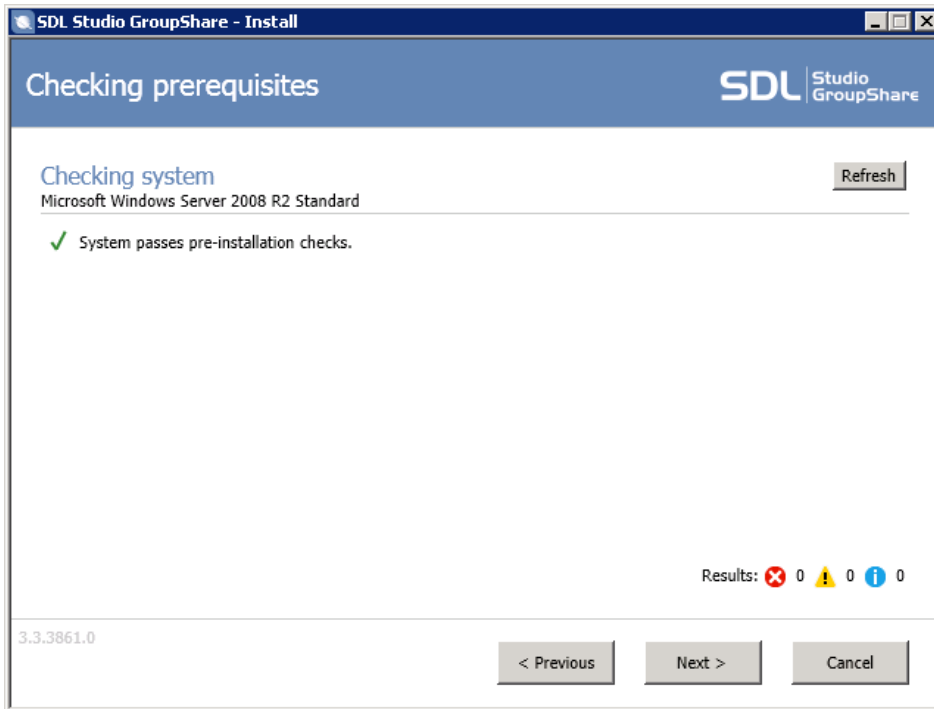 SDL Studio GroupShare - Install
Checking prerequisites
SDL Studio GroupShare
Checking system
Refresh
Microsoft Windows Server 2008 R2 Standard
System passes pre-installation checks.
Results: 0 0 0
3.3.3861.0
< Previous Next > Cancel